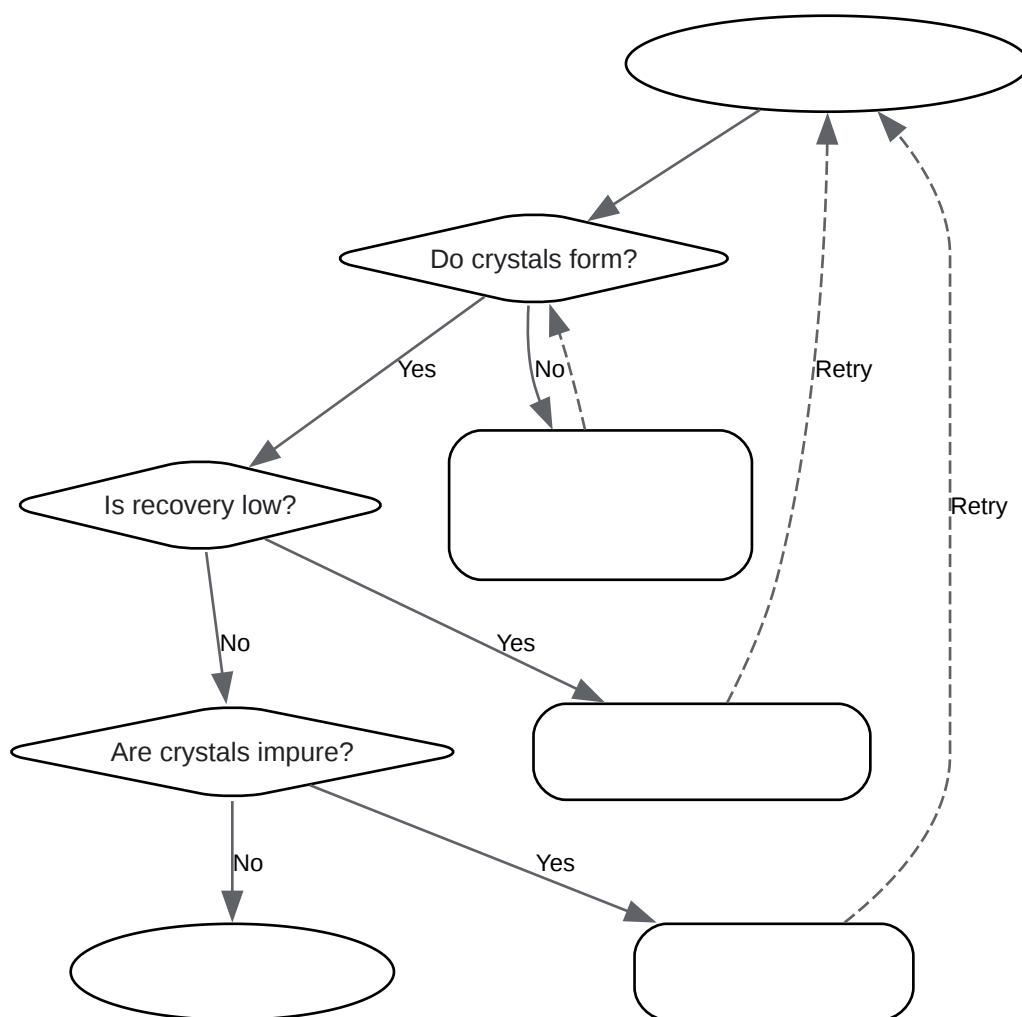 Do crystals form?
Yes
No
Retry
Is recovery low?
Retry
No
Yes
Are crystals impure?
No
Yes